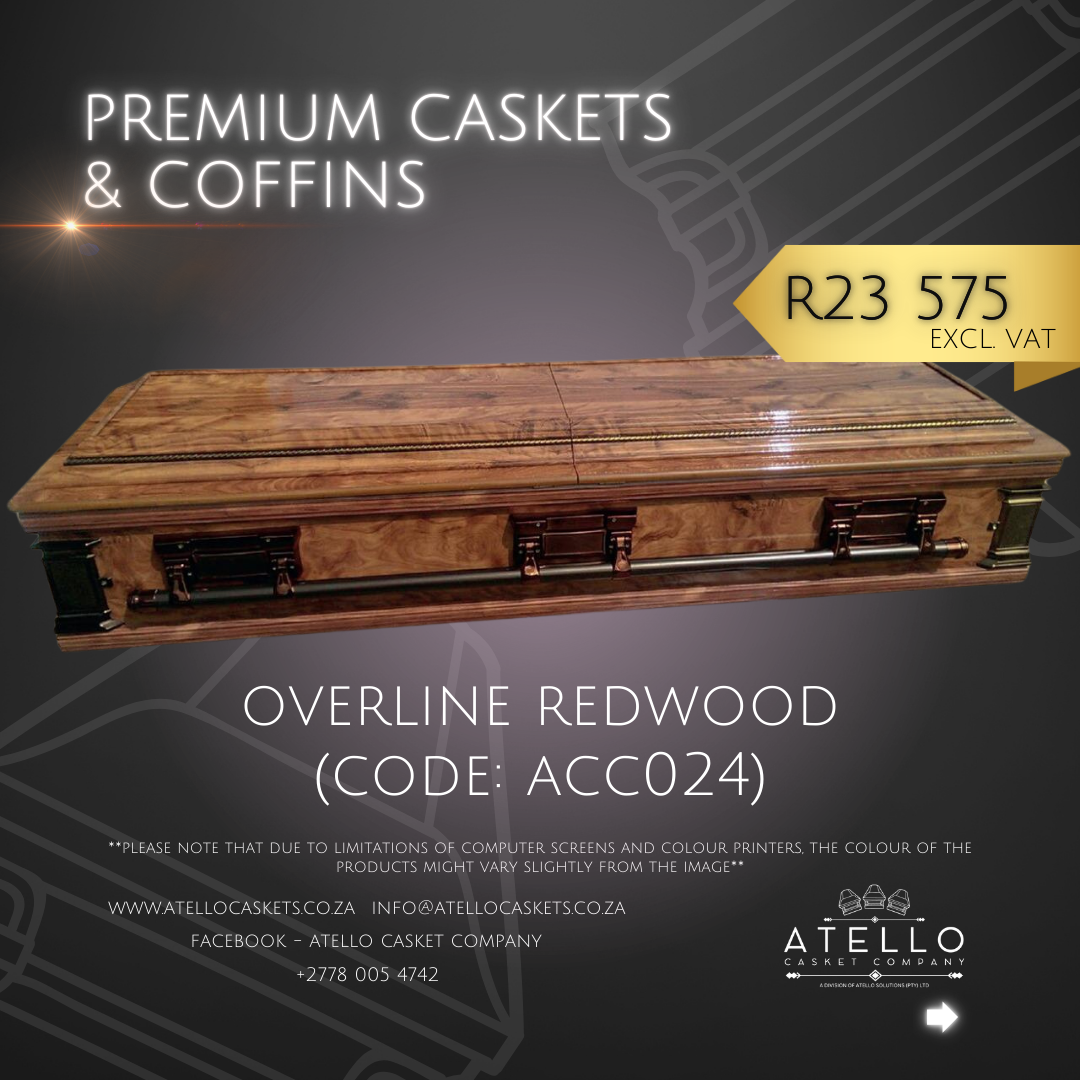 PREMIUM CASKETS
& COFFINS
R23 575
EXCL. VAT
OVERLINE REDWOOD
(CODE: ACC024)
**PLEASE NOTE THAT DUE TO LIMITATIONS OF COMPUTER SCREENS AND COLOUR PRINTERS, THE COLOUR OF THE
PRODUCTS MIGHT VARY SLIGHTLY FROM THE IMAGE**
WWW.ATELLOCASKETS.CO.ZA INFO@ATELLOCASKETS.CO.ZA
FACEBOOK - ATELLO CASKET COMPANY
+2778 005 4742
ATELLO
CASKET COMPANY
A DIVISION OF ATELLO SOLUTIONS (PTY) LTD